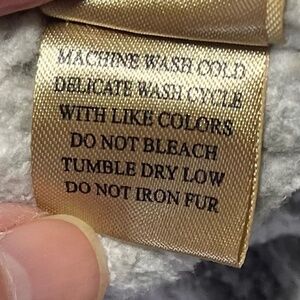 MACHINE WASH COLD
DELICATE WASH CYCLE
WITH LIKE COLORS
DO NOT BLEACH
TUMBLE DRY LOW
DO NOT IRON FUR